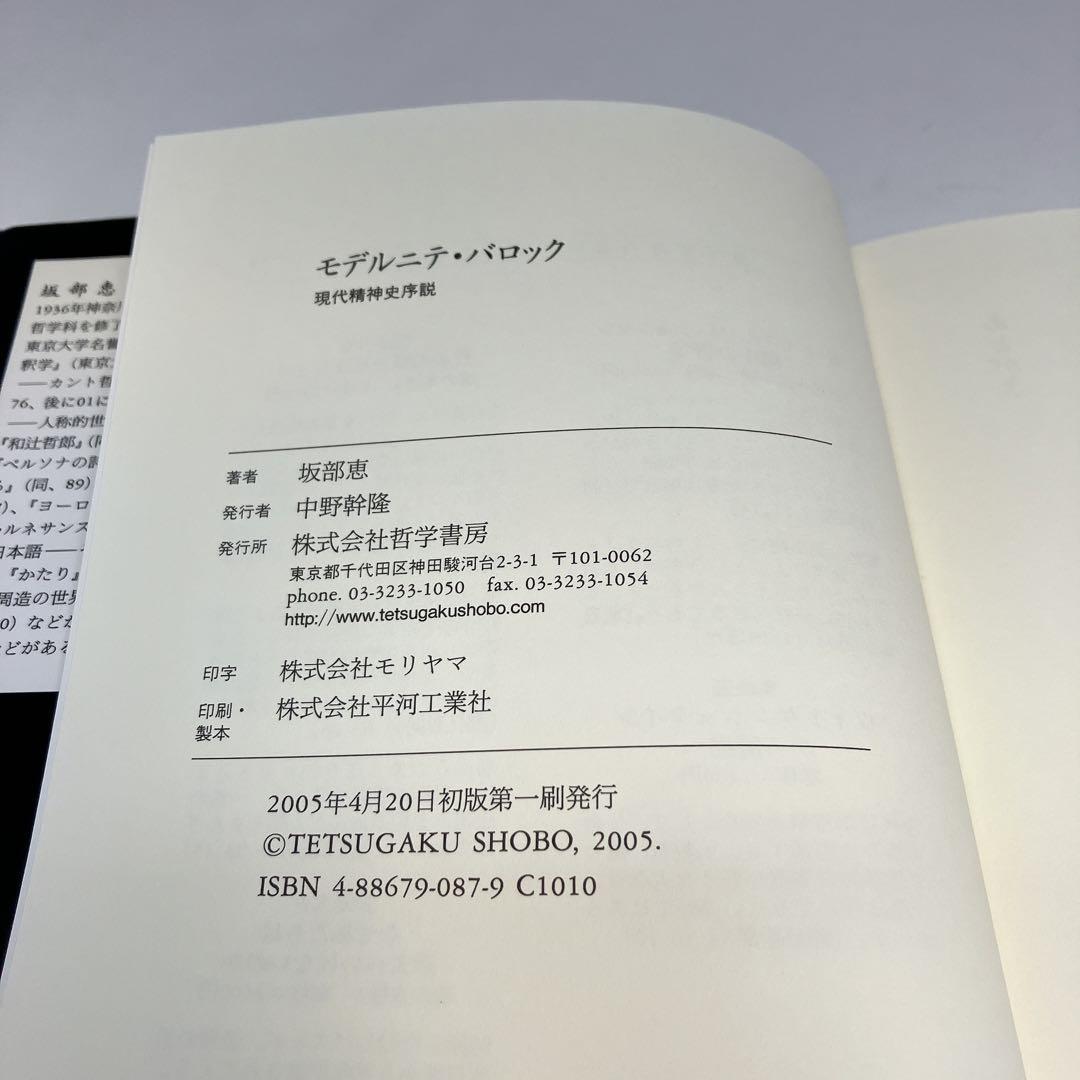 モデルニテ・バロック
現代精神史序説
著者 坂部恵
発行者 中野幹隆
発行所 株式会社哲学書房
東京都千代田区神田駿河台2-3-1 〒101-0062
phone. 03-3233-1050 fax. 03-3233-1054
http://www.tetsugakushobo.com
印字 株式会社モリヤマ
印刷・ 株式会社平河工業社
製本
2005年4月20日初版第一刷発行
©TETSUGAKU SHOBO, 2005.
ISBN 4-88679-087-9 C1010
坂部恵
1936年神奈
哲学科を修了
東京大学名誉
釈学』（東京
——カント哲
76、後に01に
——人称的世
『和辻哲郎』（同
『ペルソナの詩
』（同、89）
）、『ヨーロ
ルネサンス
日本語——
『かたり』
周造の世界
0）などが
どがある